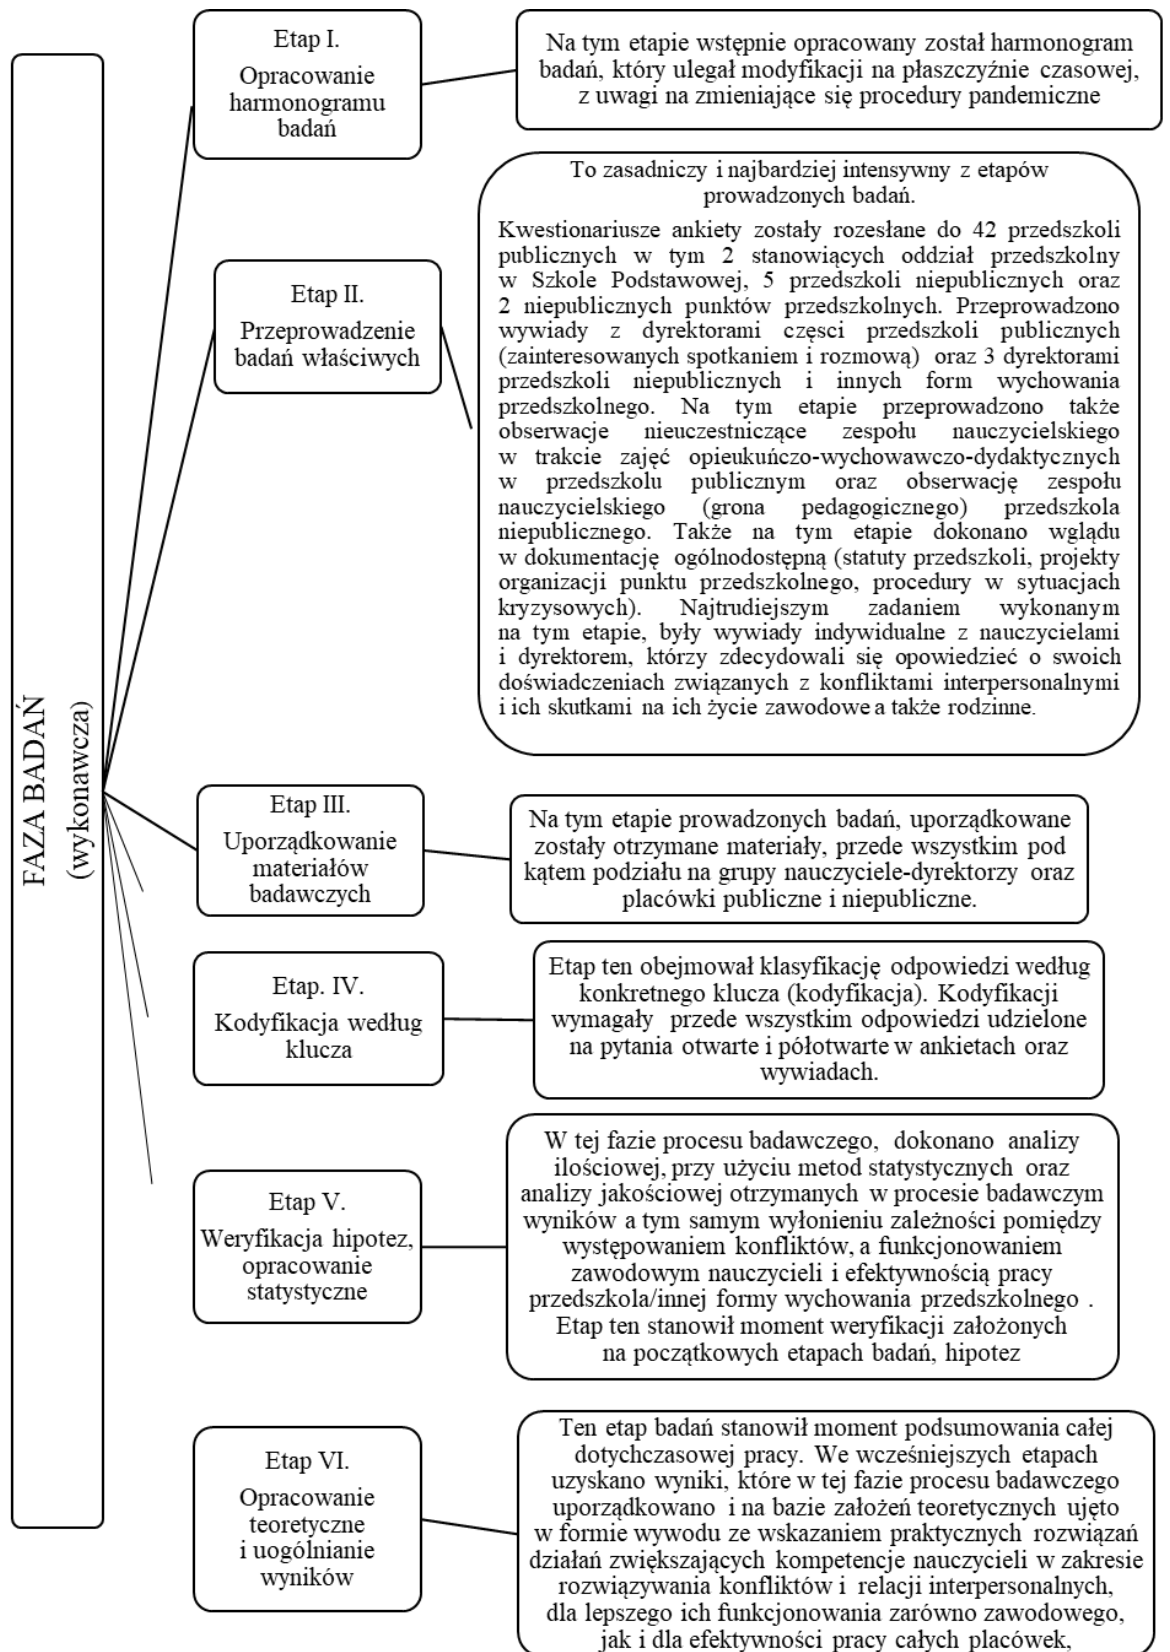 FAZA BADAŃ
(wykonawcza)
Etap I.
Opracowanie
harmonogramu
badań
Na tym etapie wstępnie opracowany został harmonogram
badań, który ulegał modyfikacji na płaszczyźnie czasowej,
z uwagi na zmieniające się procedury pandemiczne
Etap II.
Przeprowadzenie
badań właściwych
To zasadniczy i najbardziej intensywny z etapów
prowadzonych badań.
Kwestionariusze ankiety zostały rozesłane do 42 przedszkoli
publicznych w tym 2 stanowiących oddział przedszkolny
w Szkole Podstawowej, 5 przedszkoli niepublicznych oraz
2 niepublicznych punktów przedszkolnych. Przeprowadzono
wywiady z dyrektorami częsci przedszkoli publicznych
(zainteresowanych spotkaniem i rozmową) oraz 3 dyrektorami
przedszkoli niepublicznych i innych form wychowania
przedszkolnego. Na tym etapie przeprowadzono także
obserwacje nieuczestniczące zespołu nauczycielskiego
w trakcie zajęć opieukuńczo-wychowawczo-dydaktycznych
w przedszkolu publicznym oraz obserwację zespołu
nauczycielskiego (grona pedagogicznego) przedszkola
niepublicznego. Także na tym etapie dokonano wglądu
w dokumentację ogólnodostępną (statuty przedszkoli, projekty
organizacji punktu przedszkolnego, procedury w sytuacjach
kryzysowych). Najtrudiejszym zadaniem wykonanym
na tym etapie, były wywiady indywidualne z nauczycielami
i dyrektorem, którzy zdecydowali się opowiedzieć o swoich
doświadczeniach związanych z konfliktami interpersonalnymi
i ich skutkami na ich życie zawodowe a także rodzinne.
Etap III.
Uporządkowanie
materiałów
badawczych
Na tym etapie prowadzonych badań, uporządkowane
zostały otrzymane materiały, przede wszystkim pod
kątem podziału na grupy nauczyciele-dyrektorzy oraz
placówki publiczne i niepubliczne.
Etap. IV.
Kodyfikacja według
klucza
Etap ten obejmował klasyfikację odpowiedzi według
konkretnego klucza (kodyfikacja). Kodyfikacji
wymagały przede wszystkim odpowiedzi udzielone
na pytania otwarte i półotwarte w ankietach oraz
wywiadach.
Etap V.
Weryfikacja hipotez,
opracowanie
statystyczne
W tej fazie procesu badawczego, dokonano analizy
ilościowej, przy użyciu metod statystycznych oraz
analizy jakościowej otrzymanych w procesie badawczym
wyników a tym samym wyłonieniu zależności pomiędzy
występowaniem konfliktów, a funkcjonowaniem
zawodowym nauczycieli i efektywnością pracy
przedszkola/innej formy wychowania przedszkolnego .
Etap ten stanowił moment weryfikacji założonych
na początkowych etapach badań, hipotez
Etap VI.
Opracowanie
teoretyczne
i uogólnianie
wyników
Ten etap badań stanowił moment podsumowania całej
dotychczasowej pracy. We wcześniejszych etapach
uzyskano wyniki, które w tej fazie procesu badawczego
uporządkowano i na bazie założeń teoretycznych ujęto
w formie wywodu ze wskazaniem praktycznych rozwiązań
działań zwiększających kompetencje nauczycieli w zakresie
rozwiązywania konfliktów i relacji interpersonalnych,
dla lepszego ich funkcjonowania zarówno zawodowego,
jak i dla efektywności pracy całych placówek,